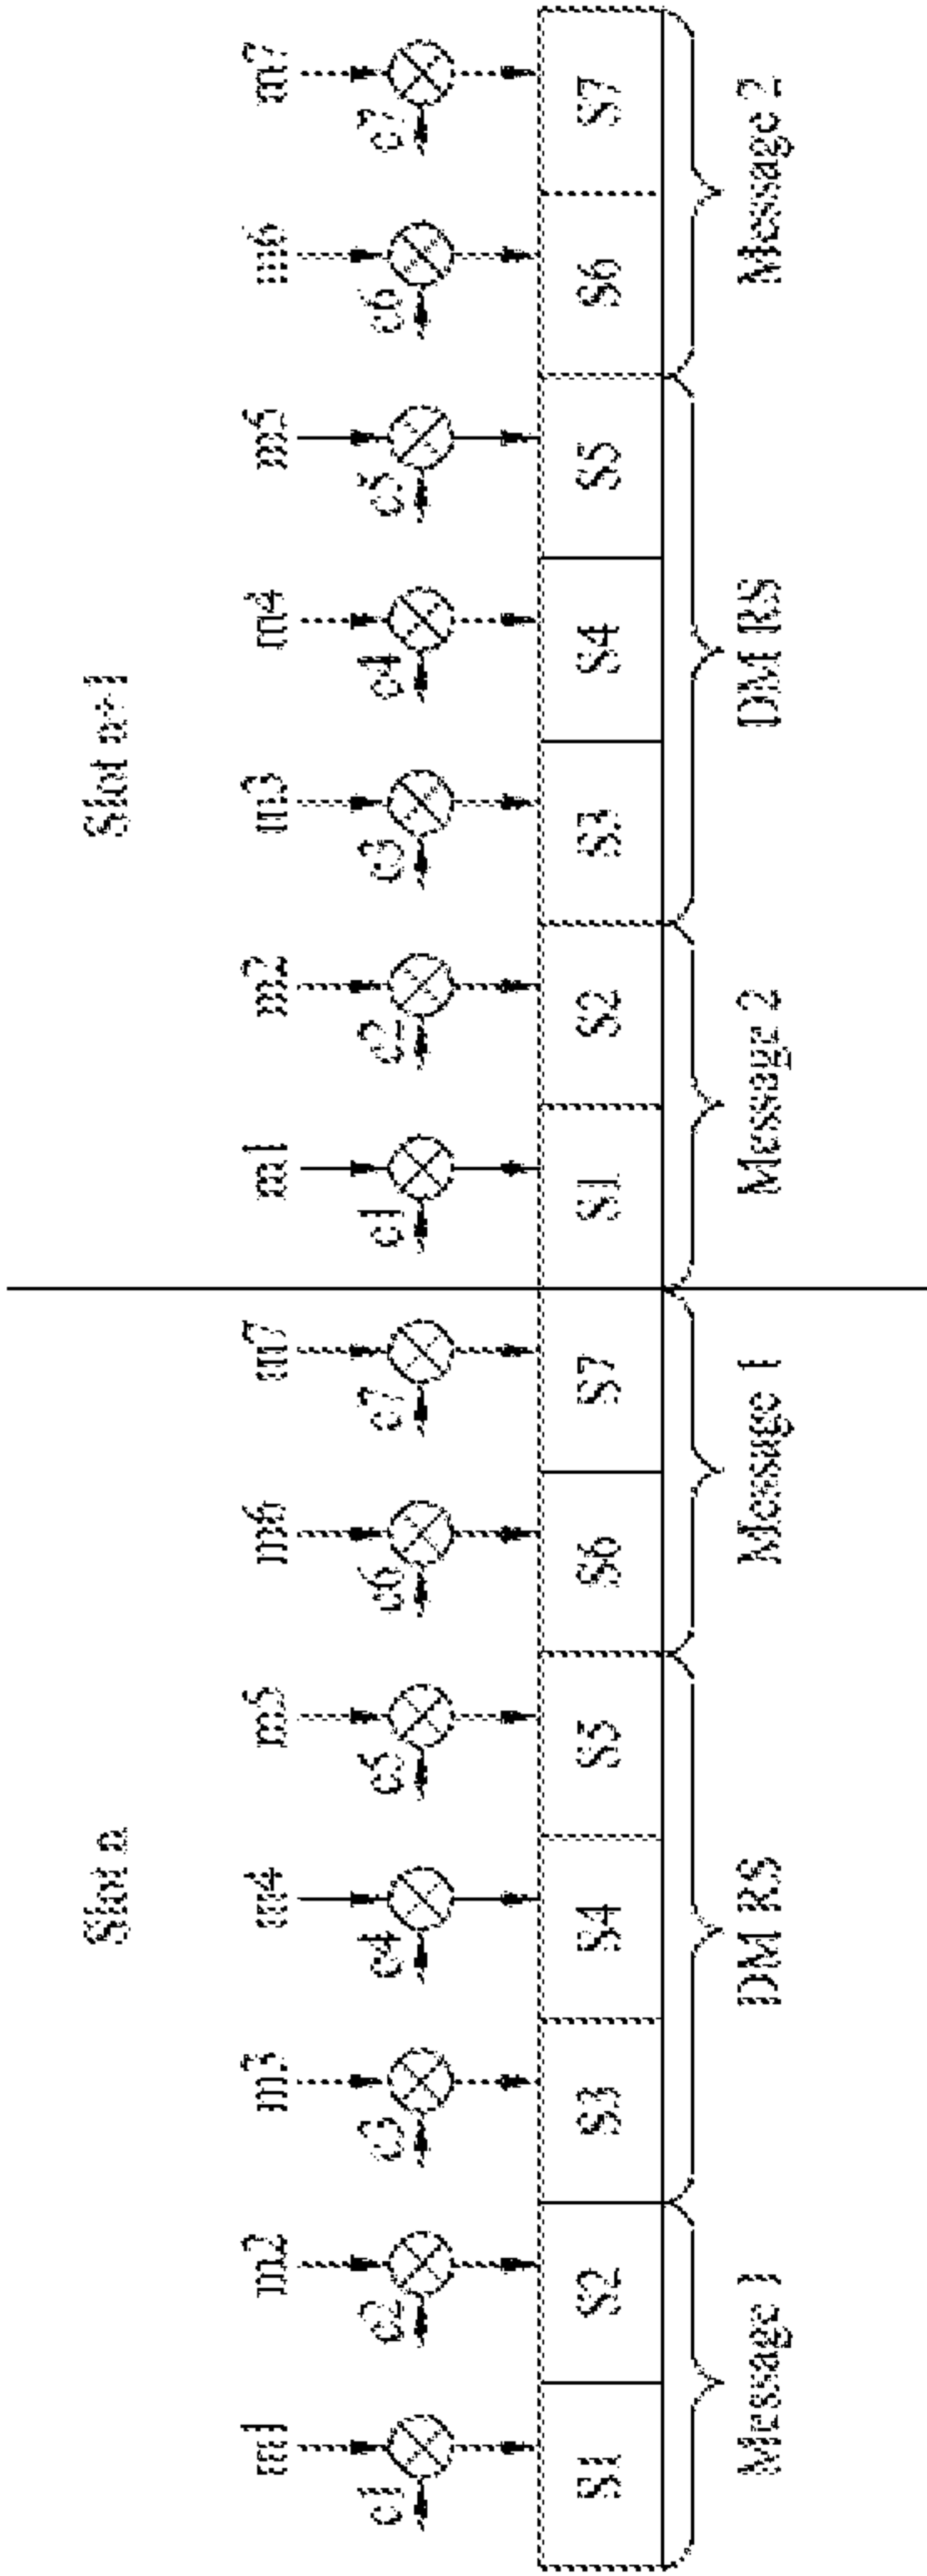 Slot n Slot n+1
m1 m2 m3 m4 m5 m6 m7 m1 m2 m3 m4 m5 m6 m7
c1 c2 c3 c4 c5 c6 c7 c1 c2 c3 c4 c5 c6 c7
S1 S2 S3 S4 S5 S6 S7 S1 S2 S3 S4 S5 S6 S7
Message 1 DM RS Message 1 Message 2 DM RS Message 2